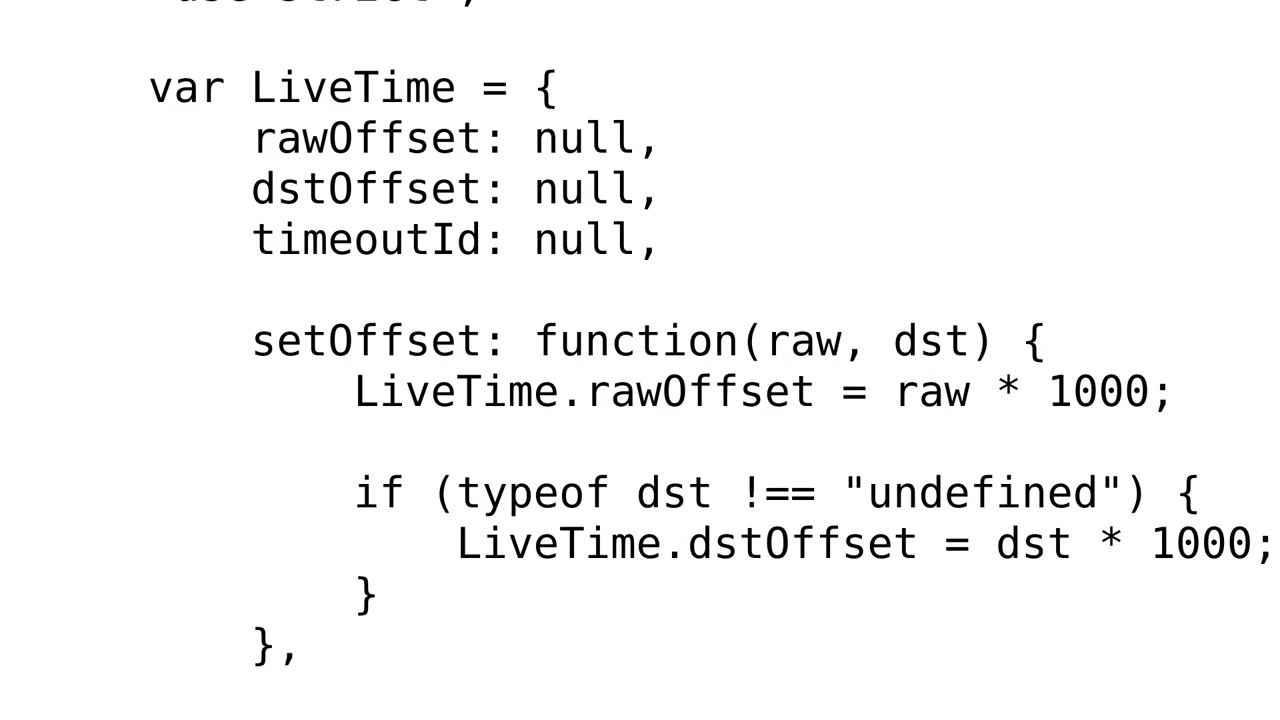 var LiveTime = {
rawOffset: null,
dstOffset: null,
timeoutId: null,
setOffset: function(raw, dst) {
LiveTime.rawOffset = raw * 1000;
if (typeof dst !== "undefined") {
LiveTime.dstOffset = dst * 1000;
}
},